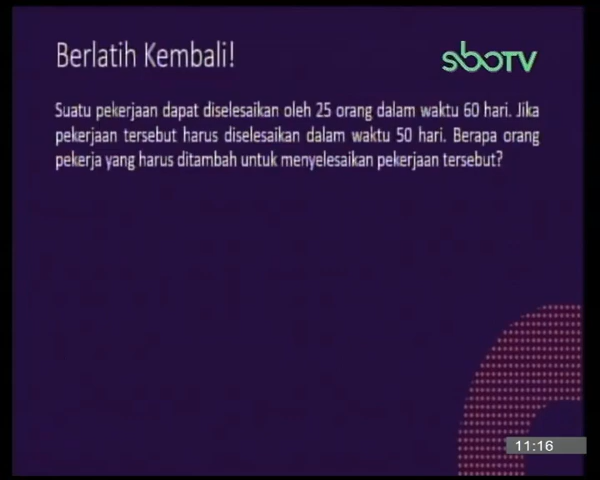 Berlatih Kembali!
sboTV
Suatu pekerjaan dapat diselesaikan oleh 25 orang dalam waktu 60 hari. Jika
pekerjaan tersebut harus diselesaikan dalam waktu 50 hari. Berapa orang
pekerja yang harus ditambah untuk menyelesaikan pekerjaan tersebut?
11:16